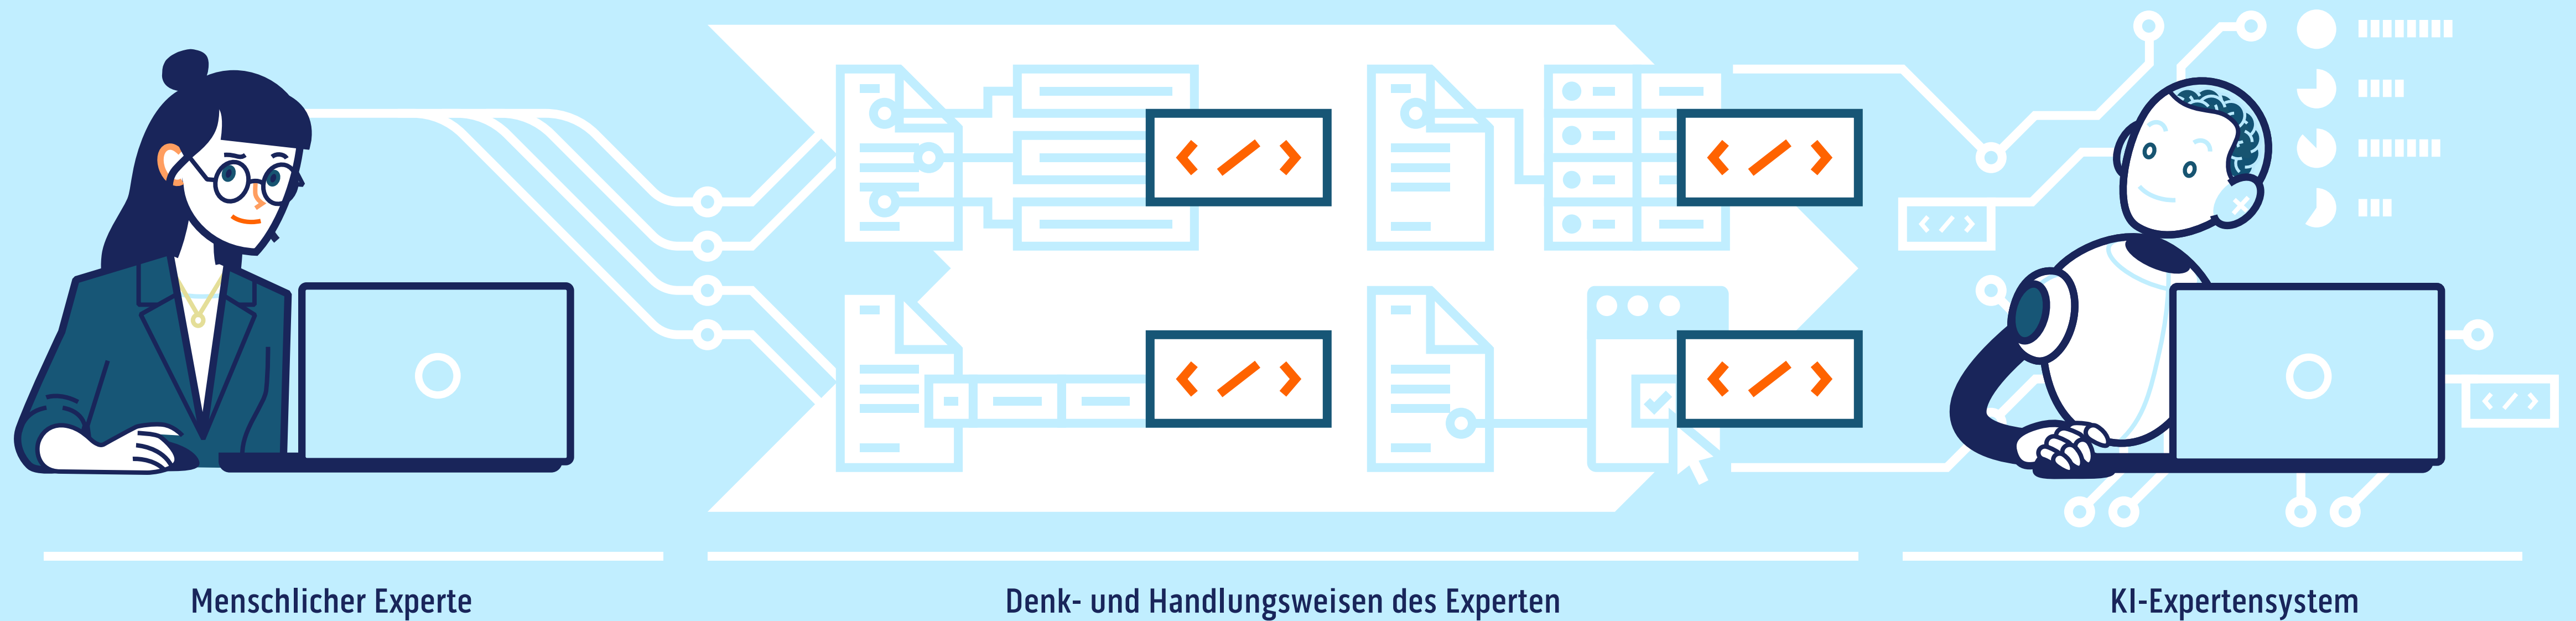 < / >
< / >
< / >
< / >
< / >
< / >
Menschlicher Experte
Denk- und Handlungsweisen des Experten
KI-Expertensystem